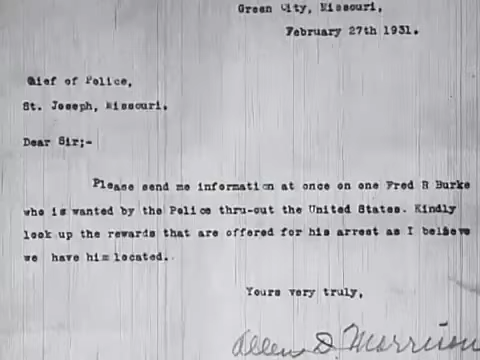 Green City, Missouri,
February 27th 1931.
Chief of Police,
St. Joseph, Missouri.
Dear Sir;-
Please send me information at once on one Fred R Burke
who is wanted by the Police thru-out the United States. Kindly
look up the rewards that are offered for his arrest as I believe
we have him located.
Yours very truly,
Allen D Morrison